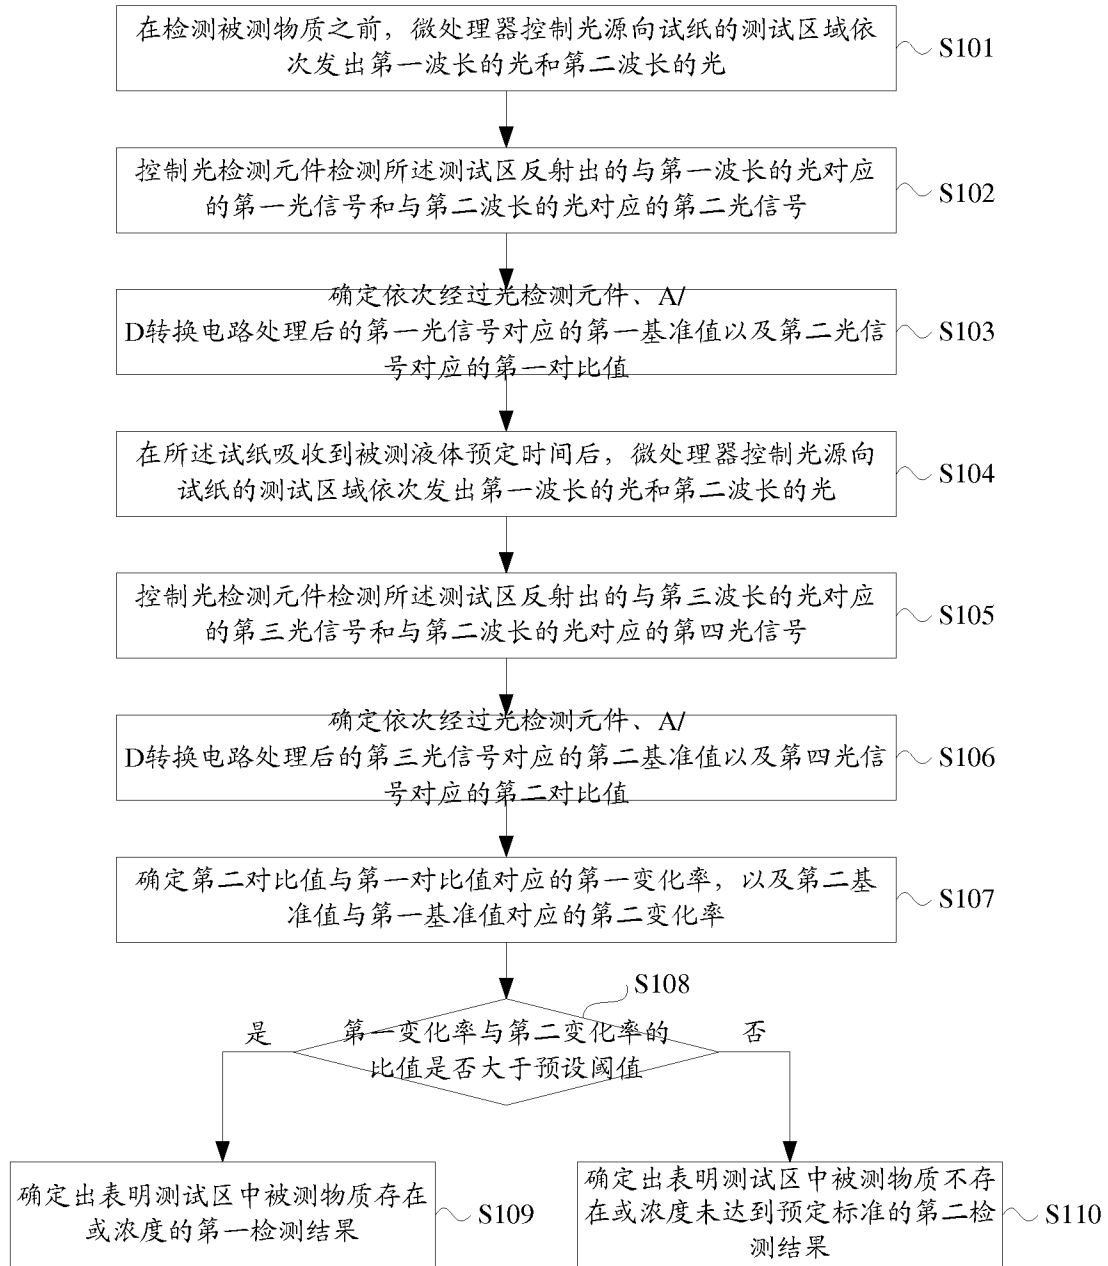 在检测被测物质之前，微处理器控制光源向试纸的测试区域依
次发出第一波长的光和第二波长的光
S101
控制光检测元件检测所述测试区反射出的与第一波长的光对应
的第一光信号和与第二波长的光对应的第二光信号
S102
确定依次经过光检测元件、A/
D转换电路处理后的第一光信号对应的第一基准值以及第二光信
号对应的第一对比值
S103
在所述试纸吸收到被测液体预定时间后，微处理器控制光源向
试纸的测试区域依次发出第一波长的光和第二波长的光
S104
控制光检测元件检测所述测试区反射出的与第三波长的光对应
的第三光信号和与第二波长的光对应的第四光信号
S105
确定依次经过光检测元件、A/
D转换电路处理后的第三光信号对应的第二基准值以及第四光信
号对应的第二对比值
S106
确定第二对比值与第一对比值对应的第一变化率，以及第二基
准值与第一基准值对应的第二变化率
S107
S108
是
第一变化率与第二变化率的
比值是否大于预设阈值
否
确定出表明测试区中被测物质存在
或浓度的第一检测结果
S109
确定出表明测试区中被测物质不存
在或浓度未达到预定标准的第二检
测结果
S110